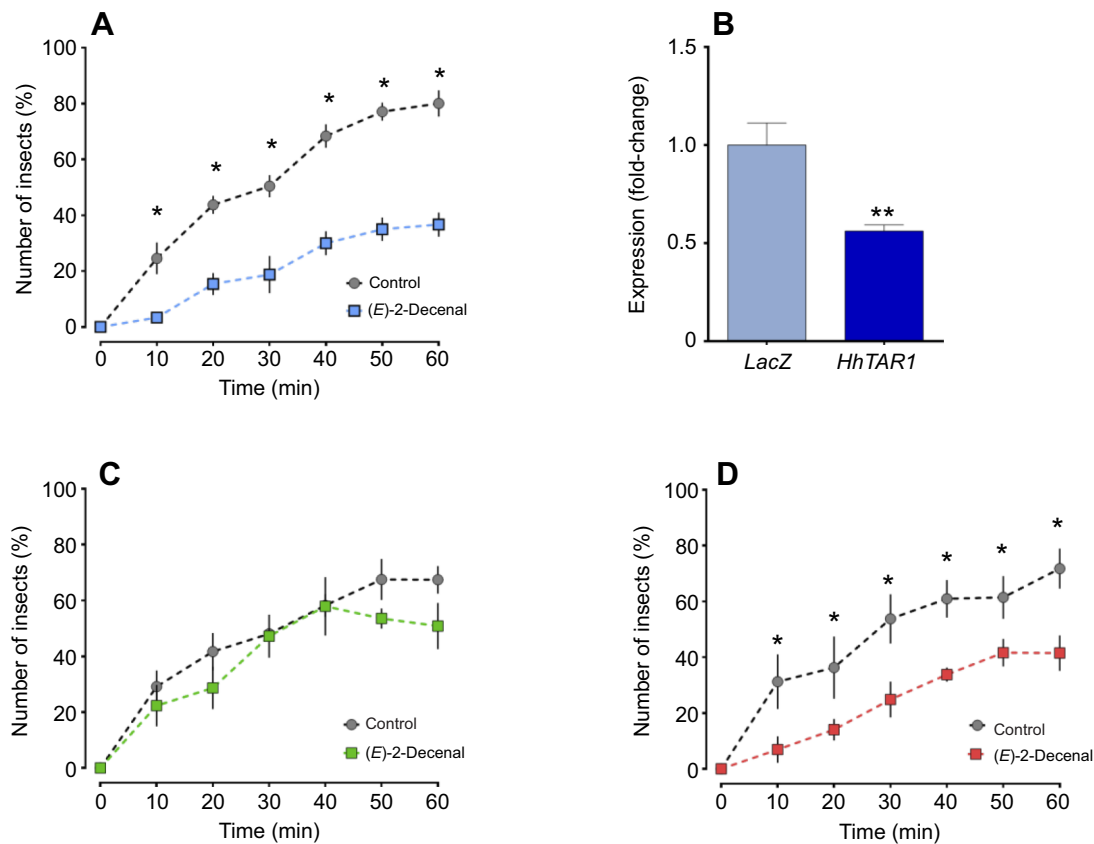 A
Number of insects (%)
100
80
60
40
20
0
* * * * * *
Control
(E)-2-Decenal
0 10 20 30 40 50 60
Time (min)
B
Expression (fold-change)
1.5
1.0
0.5
0
**
LacZ HhTAR1
C
Number of insects (%)
100
80
60
40
20
0
Control
(E)-2-Decenal
0 10 20 30 40 50 60
Time (min)
D
Number of insects (%)
100
80
60
40
20
0
* * * * * *
Control
(E)-2-Decenal
0 10 20 30 40 50 60
Time (min)